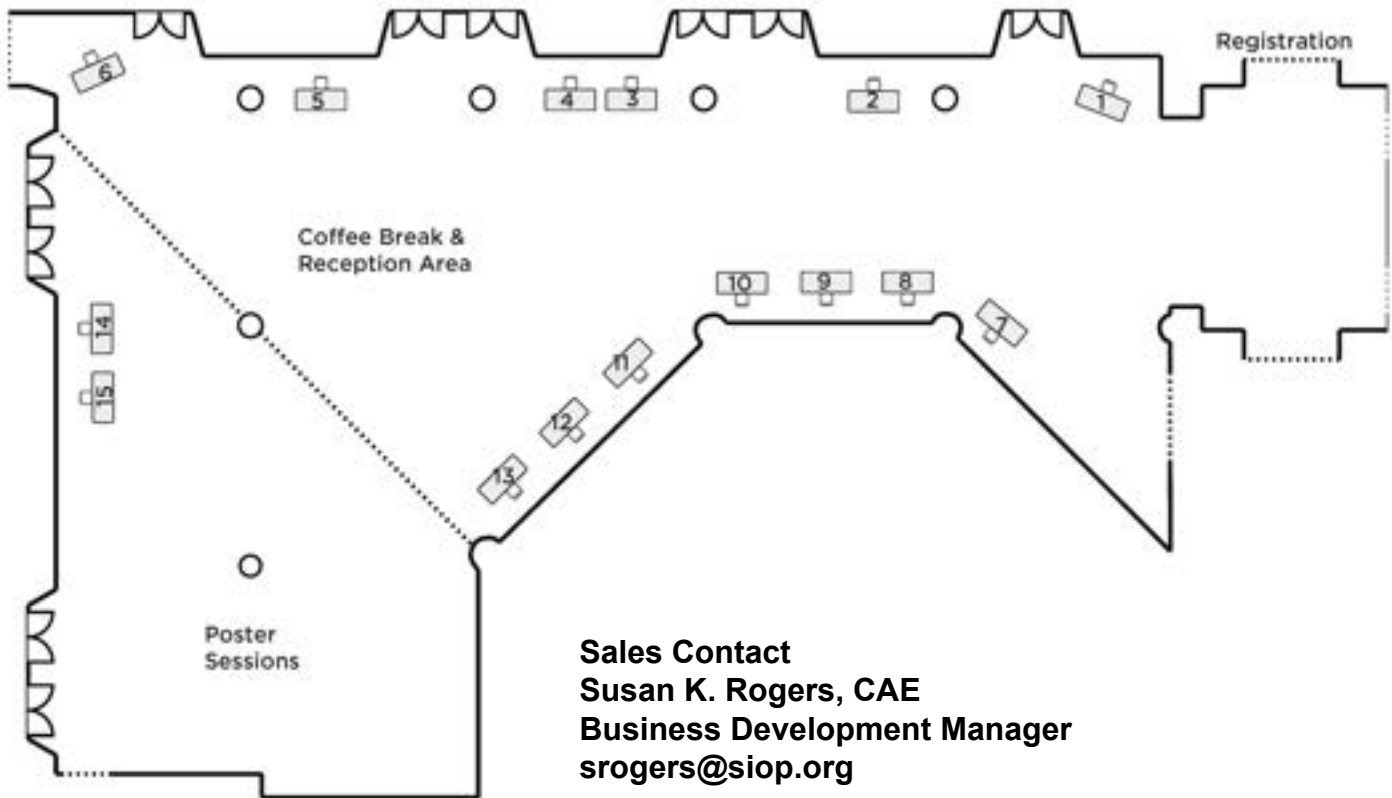 Registration
6
5
4
3
2
1
Coffee Break &
Reception Area
10
9
8
7
14
11
15
12
13
Poster
Sessions
Sales Contact
Susan K. Rogers, CAE
Business Development Manager
srogers@siop.org